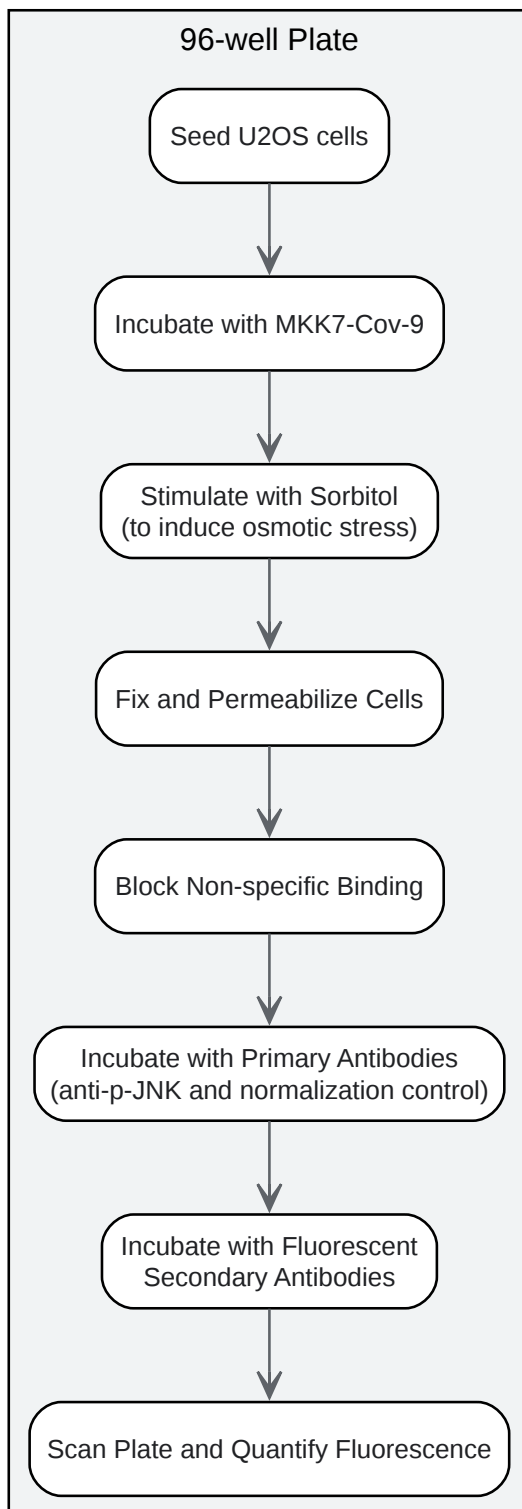 96-well Plate
Seed U2OS cells
Incubate with MKK7-Cov-9
Stimulate with Sorbitol
(to induce osmotic stress)
Fix and Permeabilize Cells
Block Non-specific Binding
Incubate with Primary Antibodies
(anti-p-JNK and normalization control)
Incubate with Fluorescent
Secondary Antibodies
Scan Plate and Quantify Fluorescence